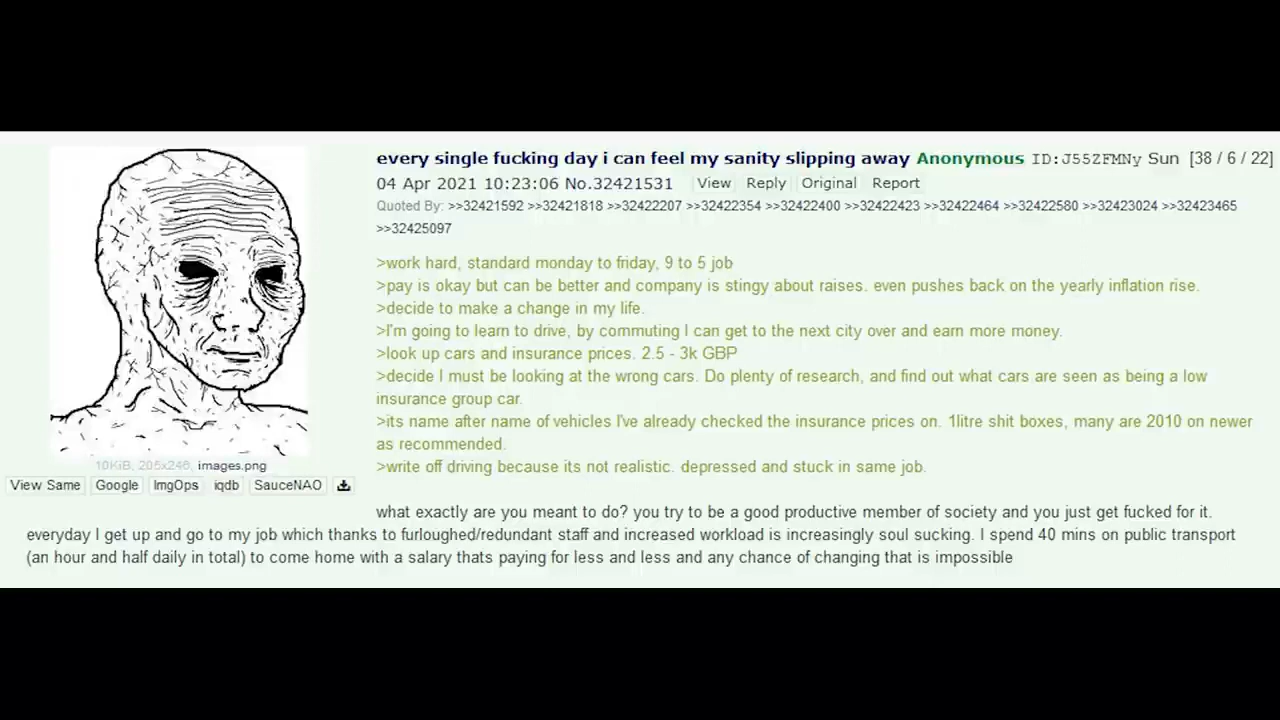 every single fucking day i can feel my sanity slipping away Anonymous ID:J55ZFMNy Sun [38 / 6 / 22]
04 Apr 2021 10:23:06 No.32421531 View Reply Original Report
Quoted By: >>32421592 >>32421818 >>32422207 >>32422354 >>32422400 >>32422423 >>32422464 >>32422580 >>32423024 >>32423465
>>32425097
>work hard, standard monday to friday, 9 to 5 job
>pay is okay but can be better and company is stingy about raises. even pushes back on the yearly inflation rise.
>decide to make a change in my life.
>I'm going to learn to drive, by commuting I can get to the next city over and earn more money.
>look up cars and insurance prices. 2.5 - 3k GBP
>decide I must be looking at the wrong cars. Do plenty of research, and find out what cars are seen as being a low
insurance group car.
>its name after name of vehicles I've already checked the insurance prices on. 1litre shit boxes, many are 2010 on newer
as recommended.
>write off driving because its not realistic. depressed and stuck in same job.
10KiB, 205x246, images.png
View Same Google ImgOps iqdb SauceNAO
what exactly are you meant to do? you try to be a good productive member of society and you just get fucked for it.
everyday I get up and go to my job which thanks to furloughed/redundant staff and increased workload is increasingly soul sucking. I spend 40 mins on public transport
(an hour and half daily in total) to come home with a salary thats paying for less and less and any chance of changing that is impossible